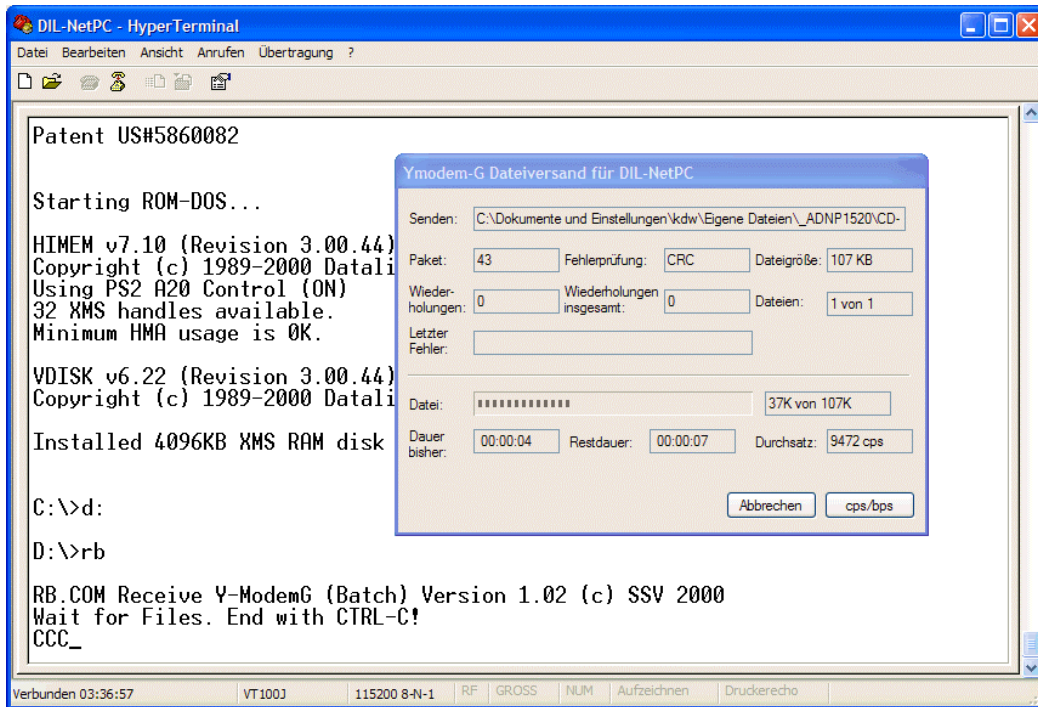 DIL-NetPC - HyperTerminal
Datei Bearbeiten Ansicht Anrufen Übertragung ?
Patent US#5860082
Starting ROM-DOS...
HIMEM v7.10 (Revision 3.00.44)
Copyright (c) 1989-2000 Datali
Using PS2 A20 Control (ON)
32 XMS handles available.
Minimum HMA usage is 0K.
VDISK v6.22 (Revision 3.00.44)
Copyright (c) 1989-2000 Datali
Installed 4096KB XMS RAM disk
C:\>d:
D:\>rb
RB.COM Receive Y-ModemG (Batch) Version 1.02 (c) SSV 2000
Wait for Files. End with CTRL-C!
CCC_
Ymodem-G Dateiversand für DIL-NetPC
Senden: C:\Dokumente und Einstellungen\kdw\Eigene Dateien\_ADNP1520\CD-
Paket: 43 Fehlerprüfung: CRC Dateigröße: 107 KB
Wieder-
holungen: 0 Wiederholungen
insgesamt: 0 Dateien: 1 von 1
Letzter
Fehler:
Datei: 37K von 107K
Dauer
bisher: 00:00:04 Restdauer: 00:00:07 Durchsatz: 9472 cps
Abbrechen cps/bps
Verbunden 03:36:57 VT100J 115200 8-N-1 RF GROSS NUM Aufzeichnen Druckerecho